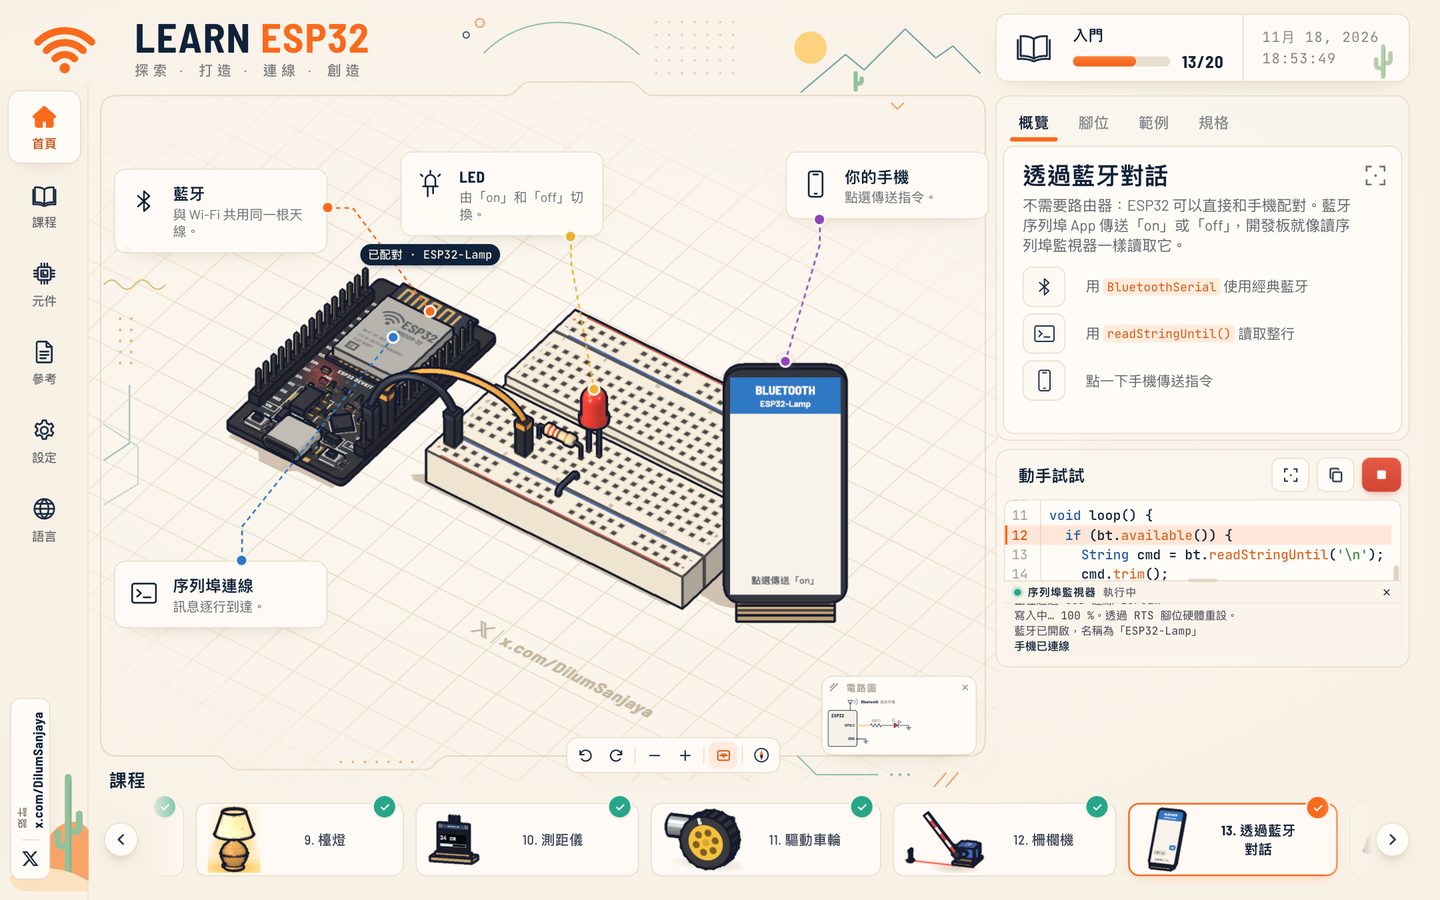 LEARN ESP32
探索 · 打造 · 連線 · 創造
入門
13/20
11月 18, 2026
18:53:49
首頁
課程
元件
參考
設定
語言
設計
x.com/DilumSanjaya
藍牙
與 Wi-Fi 共用同一根天
線。
LED
由「on」和「off」切
換。
你的手機
點選傳送指令。
已配對 · ESP32-Lamp
ESP32
BLUETOOTH
ESP32-Lamp
點選傳送「on」
序列埠連線
訊息逐行到達。
x.com/DilumSanjaya
電路圖
ESP32
Bluetooth
GND
概覽
腳位
範例
規格
透過藍牙對話
不需要路由器：ESP32 可以直接和手機配對。藍牙
序列埠 App 傳送「on」或「off」，開發板就像讀序
列埠監視器一樣讀取它。
用 BluetoothSerial 使用經典藍牙
用 readStringUntil() 讀取整行
點一下手機傳送指令
動手試試
11 void loop() {
12 if (bt.available()) {
13 String cmd = bt.readStringUntil('\n');
14 cmd.trim();
序列埠監視器 執行中
寫入中… 100 %。透過 RTS 腳位硬體重設。
藍牙已開啟，名稱為「ESP32-Lamp」
手機已連線
課程
9. 檯燈
10. 測距儀
11. 驅動車輪
12. 柵欄機
13. 透過藍牙
對話